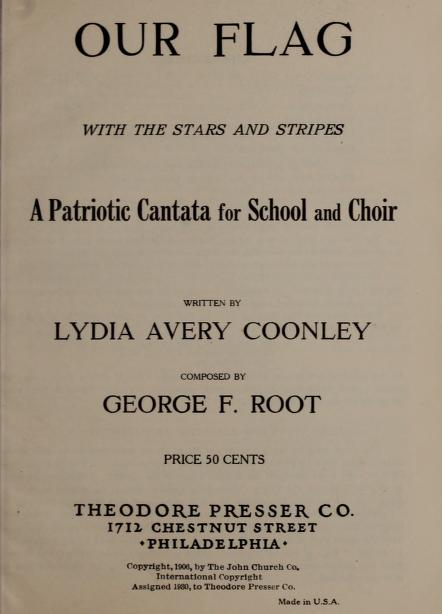 OUR FLAG
WITH THE STARS AND STRIPES
A Patriotic Cantata for School and Choir
WRITTEN BY
LYDIA AVERY COONLEY
COMPOSED BY
GEORGE F. ROOT
PRICE 50 CENTS
THEODORE PRESSER CO.
1712 CHESTNUT STREET
•PHILADELPHIA•
Copyright, 1906, by The John Church Co.
International Copyright
Assigned 1930, to Theodore Presser Co.
Made in U.S.A.